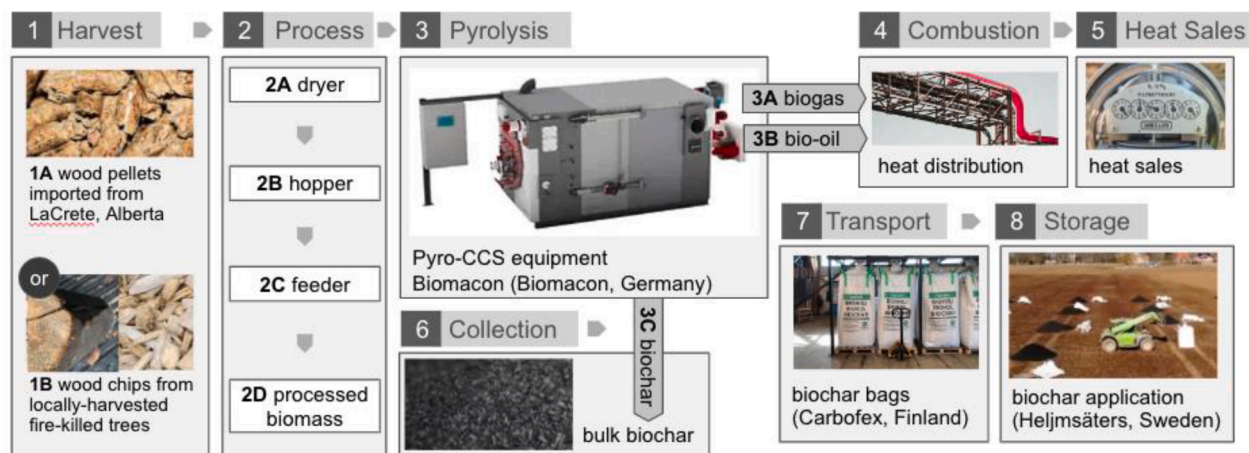 1 Harvest
1A wood pellets
imported from
LaCrete, Alberta
or
1B wood chips from
locally-harvested
fire-killed trees
2 Process
2A dryer
2B hopper
2C feeder
2D processed
biomass
3 Pyrolysis
Pyro-CCS equipment
Biomacon (Biomacon, Germany)
3A biogas
3B bio-oil
3C biochar
4 Combustion
heat distribution
5 Heat Sales
heat sales
6 Collection
bulk biochar
7 Transport
biochar bags
(Carbofex, Finland)
8 Storage
biochar application
(Heljmsäters, Sweden)